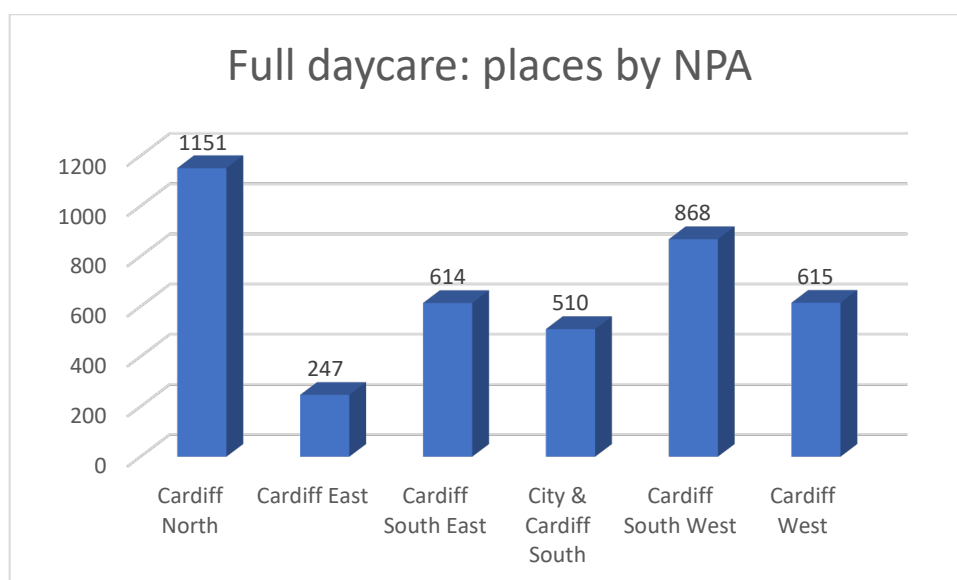 Full daycare: places by NPA
1151
1200
1000
868
800
614
615
600
510
400
247
200
0
Cardiff
North
Cardiff East
Cardiff
South East
City &
Cardiff
South
Cardiff
South West
Cardiff
West